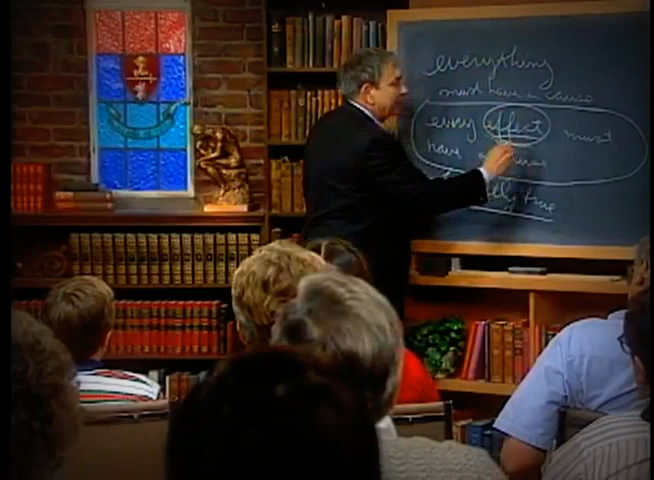 everything
must have a cause
every effect must
have
true